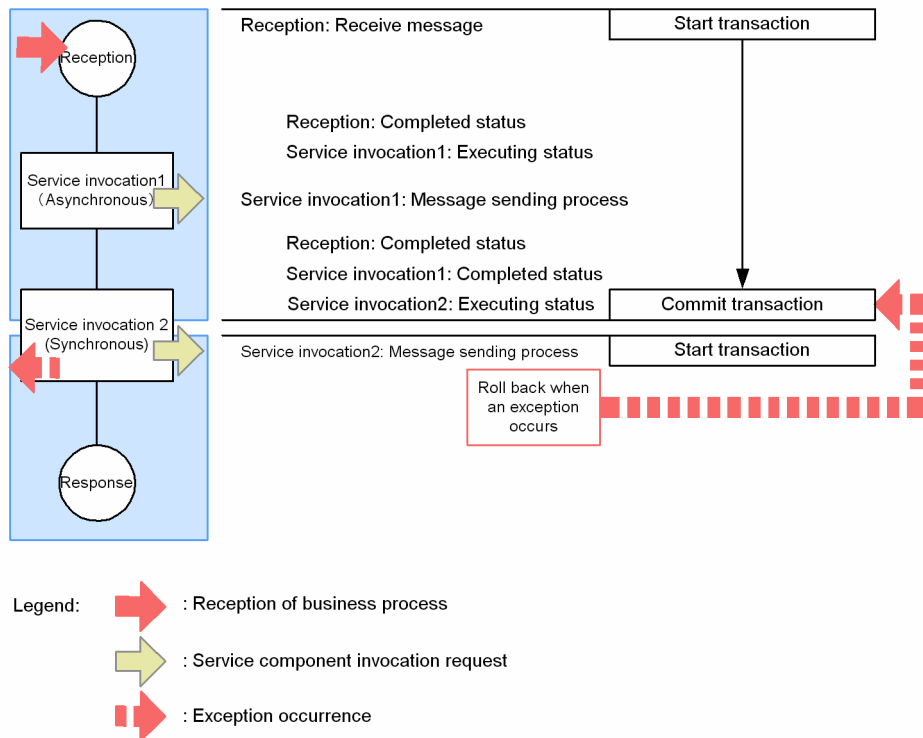 Reception
Reception: Receive message
Start transaction
Reception: Completed status
Service invocation1: Executing status
Service invocation1
(Asynchronous)
Service invocation1: Message sending process
Reception: Completed status
Service invocation1: Completed status
Service invocation2: Executing status
Commit transaction
Service invocation 2
(Synchronous)
Service invocation2: Message sending process
Start transaction
Roll back when
an exception
occurs
Response
Legend:
: Reception of business process
: Service component invocation request
: Exception occurrence